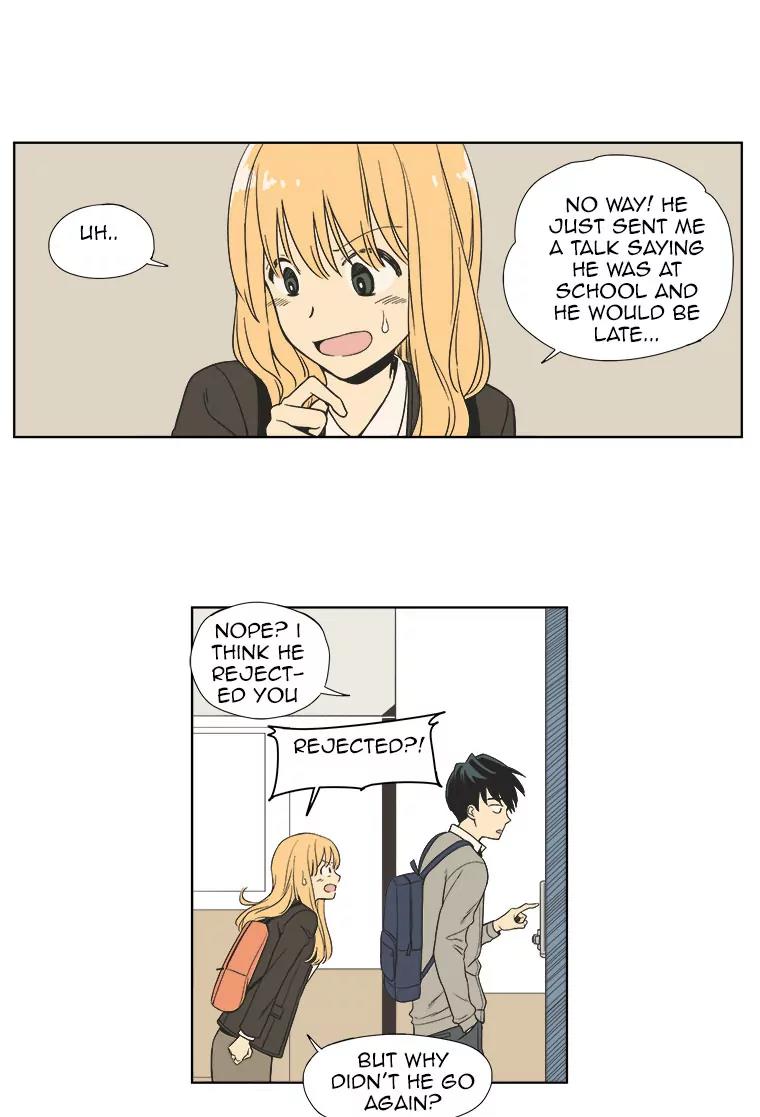 UH..
NO WAY! HE
JUST SENT ME
A TALK SAYING
HE WAS AT
SCHOOL AND
HE WOULD BE
LATE...
NOPE? I
THINK HE
REJECT-
ED YOU
REJECTED?!
BUT WHY
DIDN'T HE GO
AGAIN?